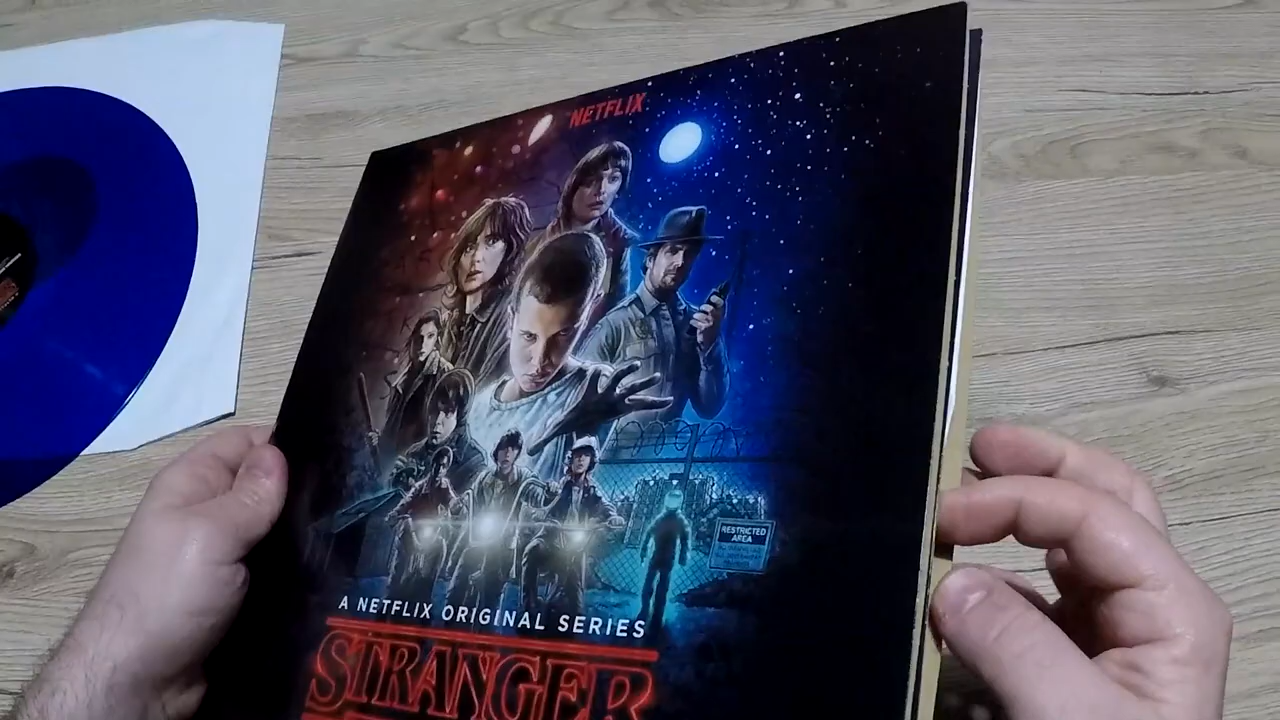 NETFLIX
RESTRICTED
AREA
A NETFLIX ORIGINAL SERIES
STRANGER